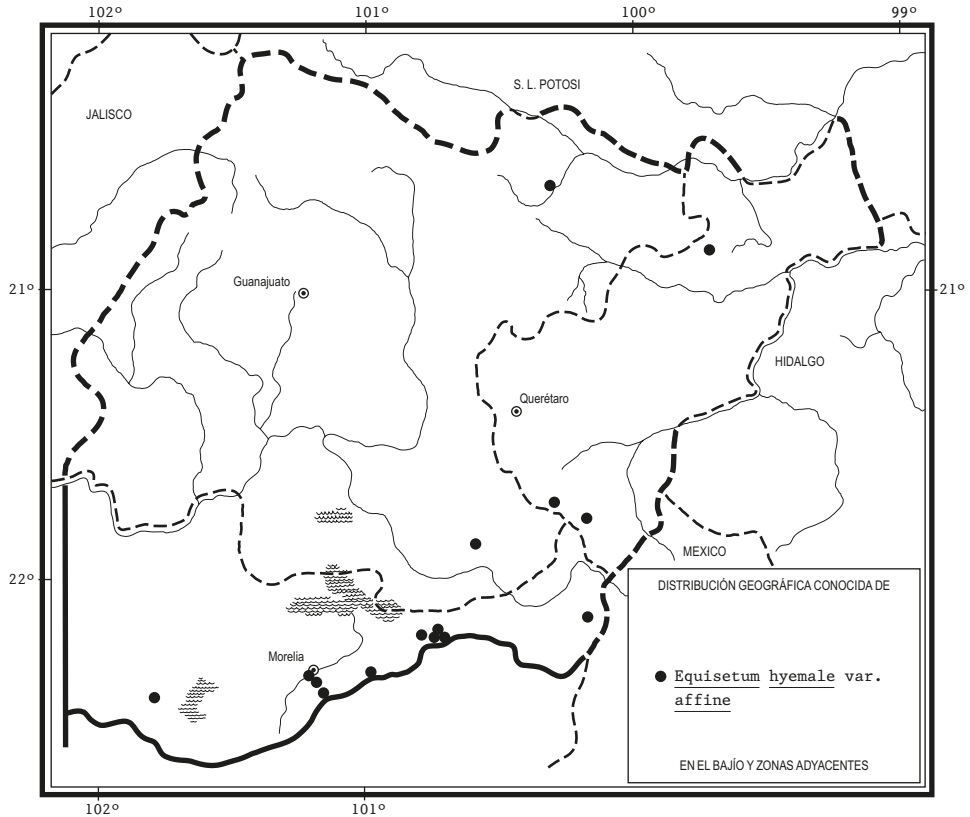 102º 101º 100º 99º
S. L. POTOSI
JALISCO
Guanajuato
21º 21º
HIDALGO
Querétaro
MEXICO
22º
DISTRIBUCIÓN GEOGRÁFICA CONOCIDA DE
Morelia
Equisetum hyemale var.
affine
EN EL BAJÍO Y ZONAS ADYACENTES
102º 101º